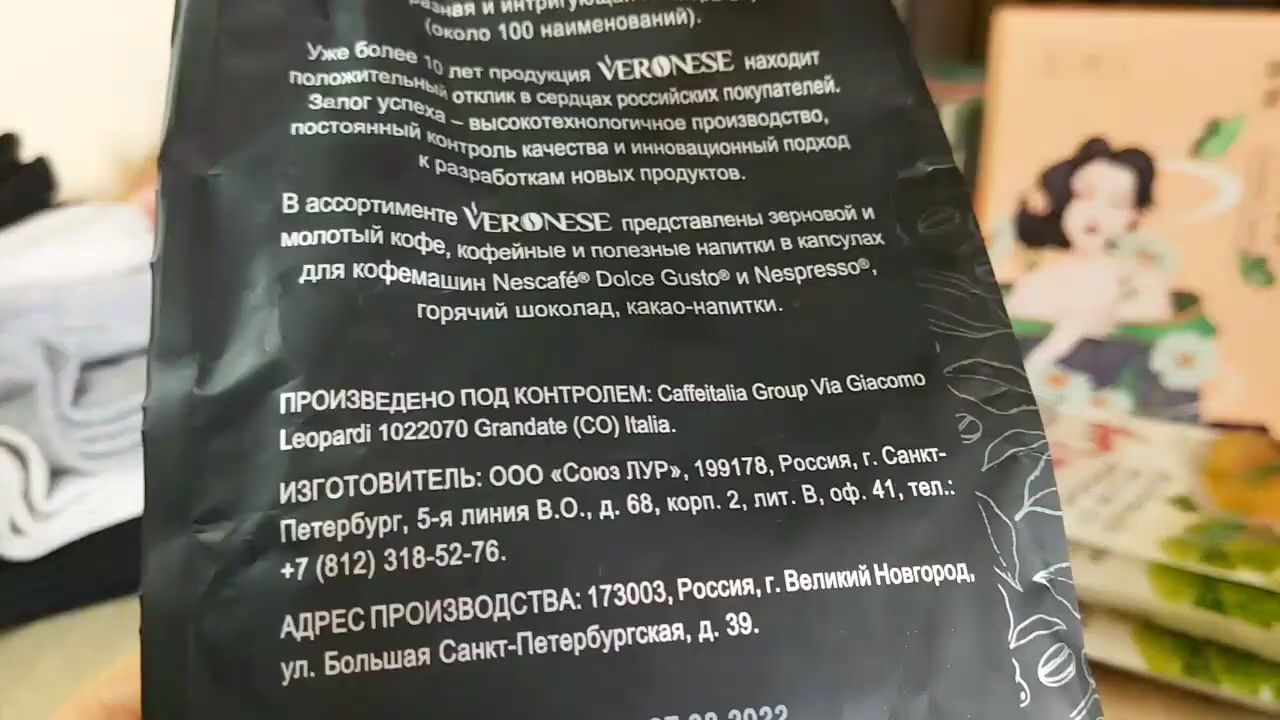 и интригующая
(около 100 наименований).
Уже более 10 лет продукция VERONESE находит
положительный отклик в сердцах российских покупателей.
Залог успеха – высокотехнологичное производство,
постоянный контроль качества и инновационный подход
к разработкам новых продуктов.
В ассортименте VERONESE представлены зерновой и
молотый кофе, кофейные и полезные напитки в капсулах
для кофемашин Nescafé® Dolce Gusto® и Nespresso®,
горячий шоколад, какао-напитки.
ПРОИЗВЕДЕНО ПОД КОНТРОЛЕМ: Caffeitalia Group Via Giacomo
Leopardi 1022070 Grandate (CO) Italia.
ИЗГОТОВИТЕЛЬ: ООО «Союз ЛУР», 199178, Россия, г. Санкт-
Петербург, 5-я линия В.О., д. 68, корп. 2, лит. В, оф. 41, тел.:
+7 (812) 318-52-76.
АДРЕС ПРОИЗВОДСТВА: 173003, Россия, г. Великий Новгород,
ул. Большая Санкт-Петербургская, д. 39.